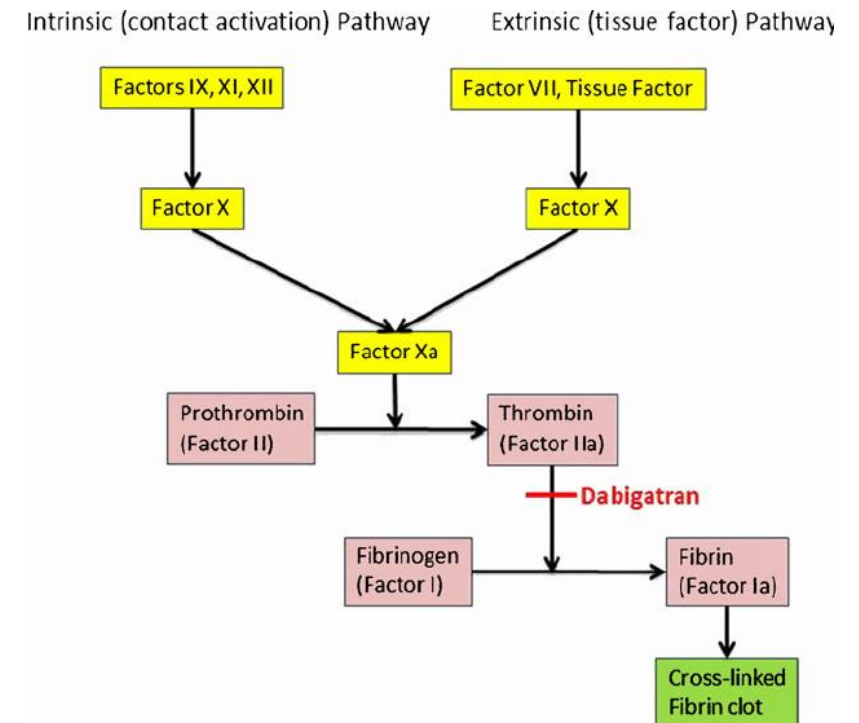 Intrinsic (contact activation) Pathway
Extrinsic (tissue factor) Pathway
Factors IX, XI, XII
Factor VII, Tissue Factor
Factor X
Factor X
Factor Xa
Prothrombin
(Factor II)
Thrombin
(Factor IIa)
Dabigatran
Fibrinogen
(Factor I)
Fibrin
(Factor Ia)
Cross-linked
Fibrin clot